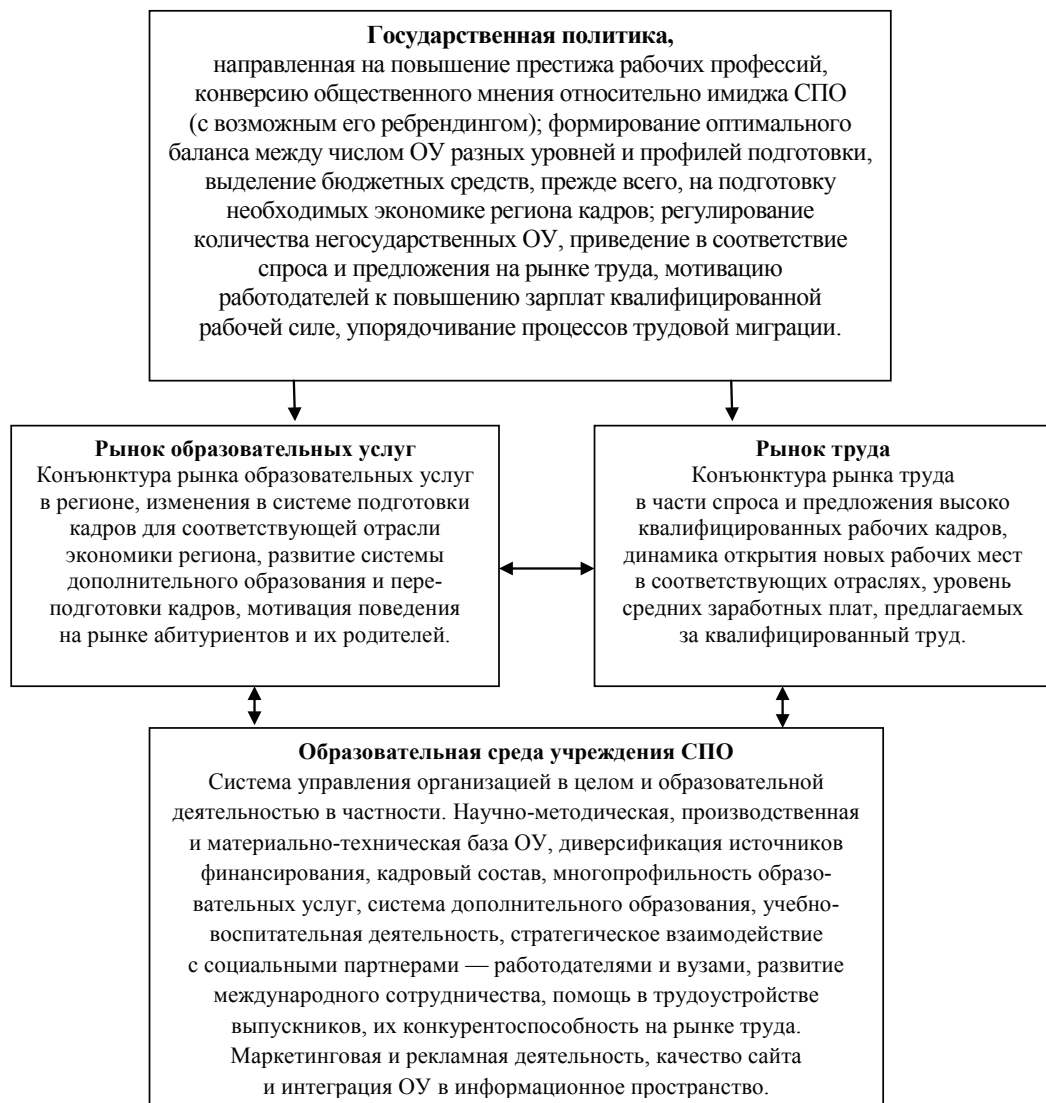 Государственная политика,
направленная на повышение престижа рабочих профессий,
конверсию общественного мнения относительно имиджа СПО
(с возможным его ребрендингом); формирование оптимального
баланса между числом ОУ разных уровней и профилей подготовки,
выделение бюджетных средств, прежде всего, на подготовку
необходимых экономике региона кадров; регулирование
количества негосударственных ОУ, приведение в соответствие
спроса и предложения на рынке труда, мотивацию
работодателей к повышению зарплат квалифицированной
рабочей силе, упорядочивание процессов трудовой миграции.
Рынок образовательных услуг
Конъюнктура рынка образовательных услуг
в регионе, изменения в системе подготовки
кадров для соответствующей отрасли
экономики региона, развитие системы
дополнительного образования и пере-
подготовки кадров, мотивация поведения
на рынке абитуриентов и их родителей.
Рынок труда
Конъюнктура рынка труда
в части спроса и предложения высоко
квалифицированных рабочих кадров,
динамика открытия новых рабочих мест
в соответствующих отраслях, уровень
средних заработных плат, предлагаемых
за квалифицированный труд.
Образовательная среда учреждения СПО
Система управления организацией в целом и образовательной
деятельностью в частности. Научно-методическая, производственная
и материально-техническая база ОУ, диверсификация источников
финансирования, кадровый состав, многопрофильность образо-
вательных услуг, система дополнительного образования, учебно-
воспитательная деятельность, стратегическое взаимодействие
с социальными партнерами — работодателями и вузами, развитие
международного сотрудничества, помощь в трудоустройстве
выпускников, их конкурентоспособность на рынке труда.
Маркетинговая и рекламная деятельность, качество сайта
и интеграция ОУ в информационное пространство.